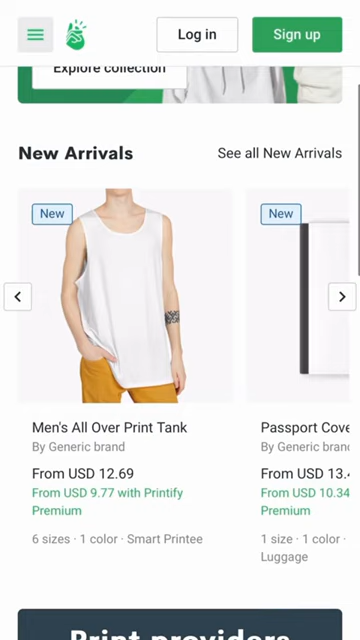 Log in
Sign up
Explore collection
New Arrivals
See all New Arrivals
New
Men's All Over Print Tank
By Generic brand
From USD 12.69
From USD 9.77 with Printify
Premium
6 sizes · 1 color · Smart Printee
New
Passport Cove
By Generic brand
From USD 13.4
From USD 10.34
Premium
1 size · 1 color ·
Luggage
Print providers